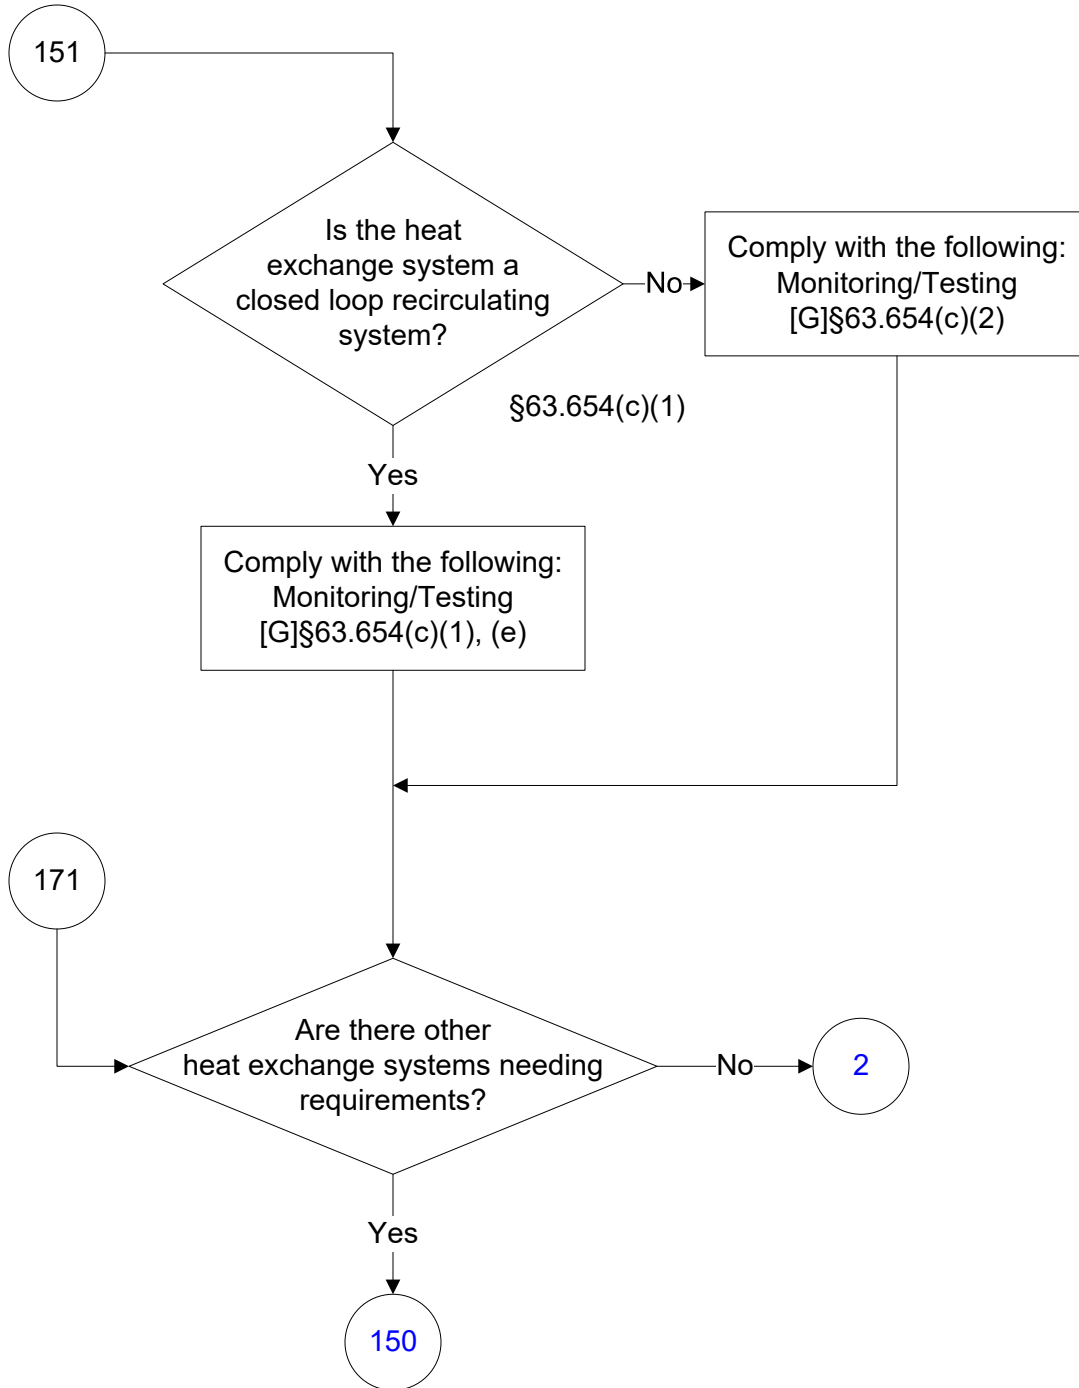 151
Is the heat
exchange system a
closed loop recirculating
system?
No
Comply with the following:
Monitoring/Testing
[G]§63.654(c)(2)
§63.654(c)(1)
Yes
Comply with the following:
Monitoring/Testing
[G]§63.654(c)(1), (e)
171
Are there other
heat exchange systems needing
requirements?
No
2
Yes
150